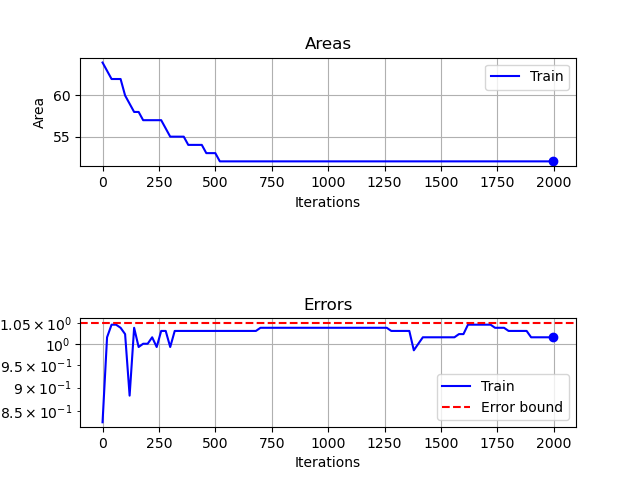 Areas
Train
60
55
Area
0 250 500 750 1000 1250 1500 1750 2000
Iterations
Errors
1.05 × 10⁰
10⁰
9.5 × 10⁻¹
9 × 10⁻¹
8.5 × 10⁻¹
Train
Error bound
0 250 500 750 1000 1250 1500 1750 2000
Iterations